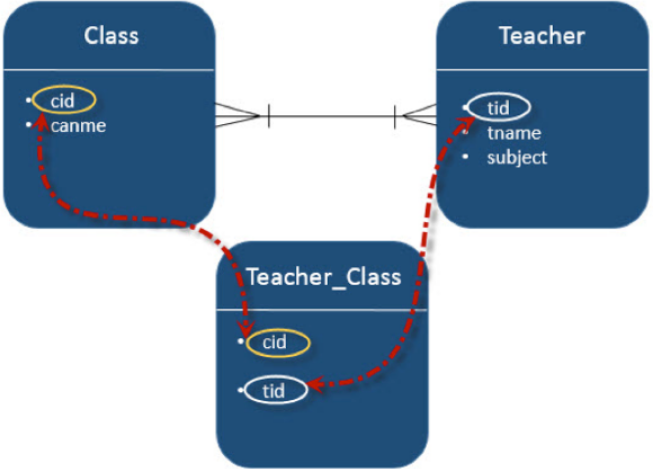 Class
• cid
• canme
Teacher
• tid
• tname
• subject
Teacher_Class
• cid
• tid